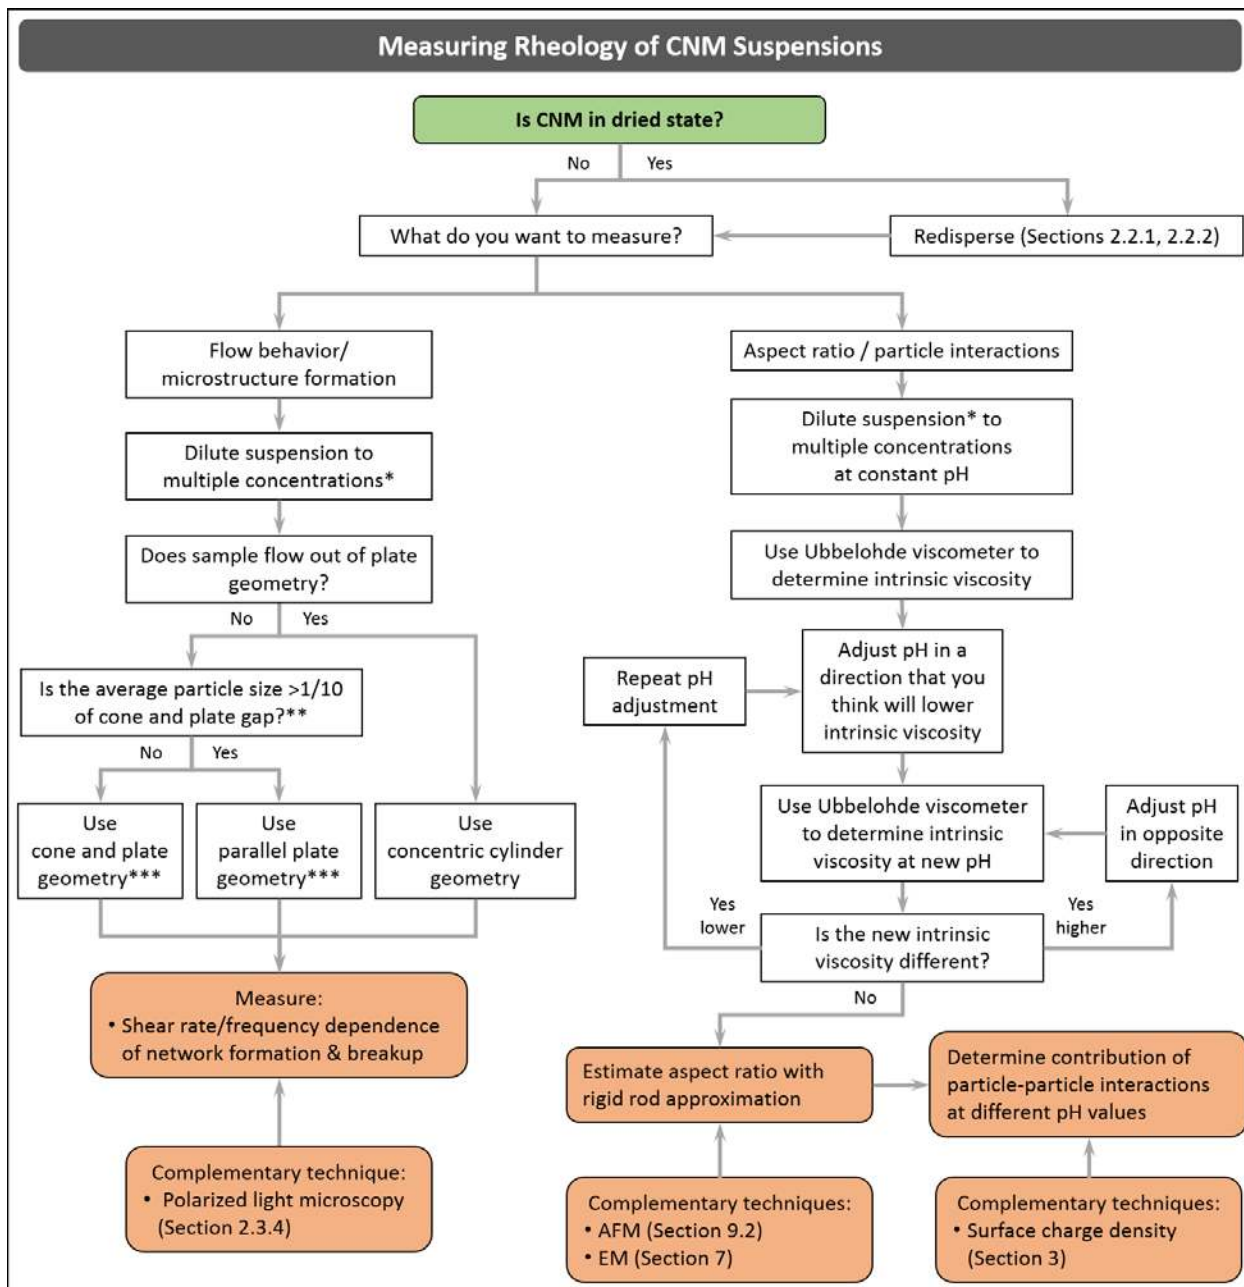 Measuring Rheology of CNM Suspensions
Is CNM in dried state?
No
Yes
What do you want to measure?
Redisperse (Sections 2.2.1, 2.2.2)
Flow behavior/
microstructure formation
Dilute suspension to
multiple concentrations*
Does sample flow out of plate
geometry?
No
Yes
Is the average particle size >1/10
of cone and plate gap?**
No
Yes
Use
cone and plate
geometry***
Use
parallel plate
geometry***
Use
concentric cylinder
geometry
Measure:
• Shear rate/frequency dependence
of network formation & breakup
Complementary technique:
• Polarized light microscopy
(Section 2.3.4)
Aspect ratio / particle interactions
Dilute suspension* to
multiple concentrations
at constant pH
Use Ubbelohde viscometer to
determine intrinsic viscosity
Repeat pH
adjustment
Adjust pH in a
direction that you
think will lower
intrinsic viscosity
Use Ubbelohde viscometer
to determine intrinsic
viscosity at new pH
Adjust pH
in opposite
direction
Yes
lower
Yes
higher
Is the new intrinsic
viscosity different?
No
Estimate aspect ratio with
rigid rod approximation
Determine contribution of
particle-particle interactions
at different pH values
Complementary techniques:
• AFM (Section 9.2)
• EM (Section 7)
Complementary techniques:
• Surface charge density
(Section 3)